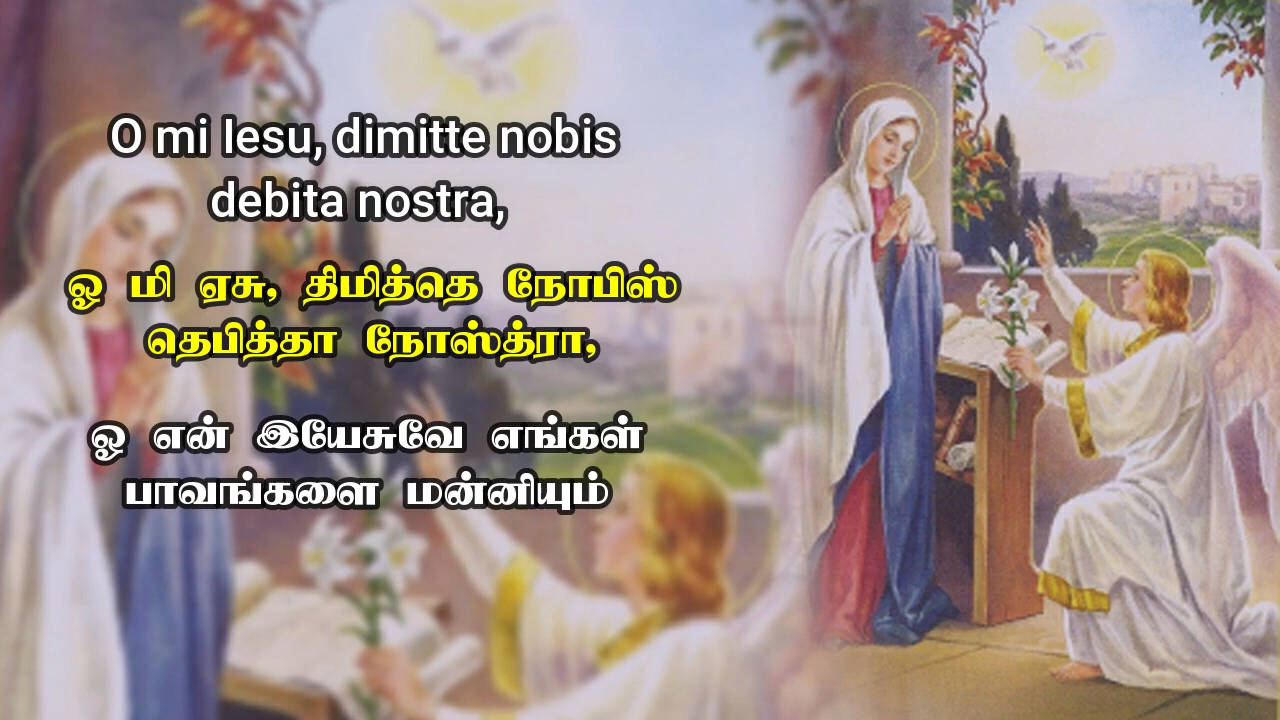 O mi Iesu, dimitte nobis
debita nostra,
ஓ மி ஏசு, திமித்தெ நோபிஸ்
தெபித்தா நோஸ்த்ரா,
ஓ என் இயேசுவே எங்கள்
பாவங்களை மன்னியும்